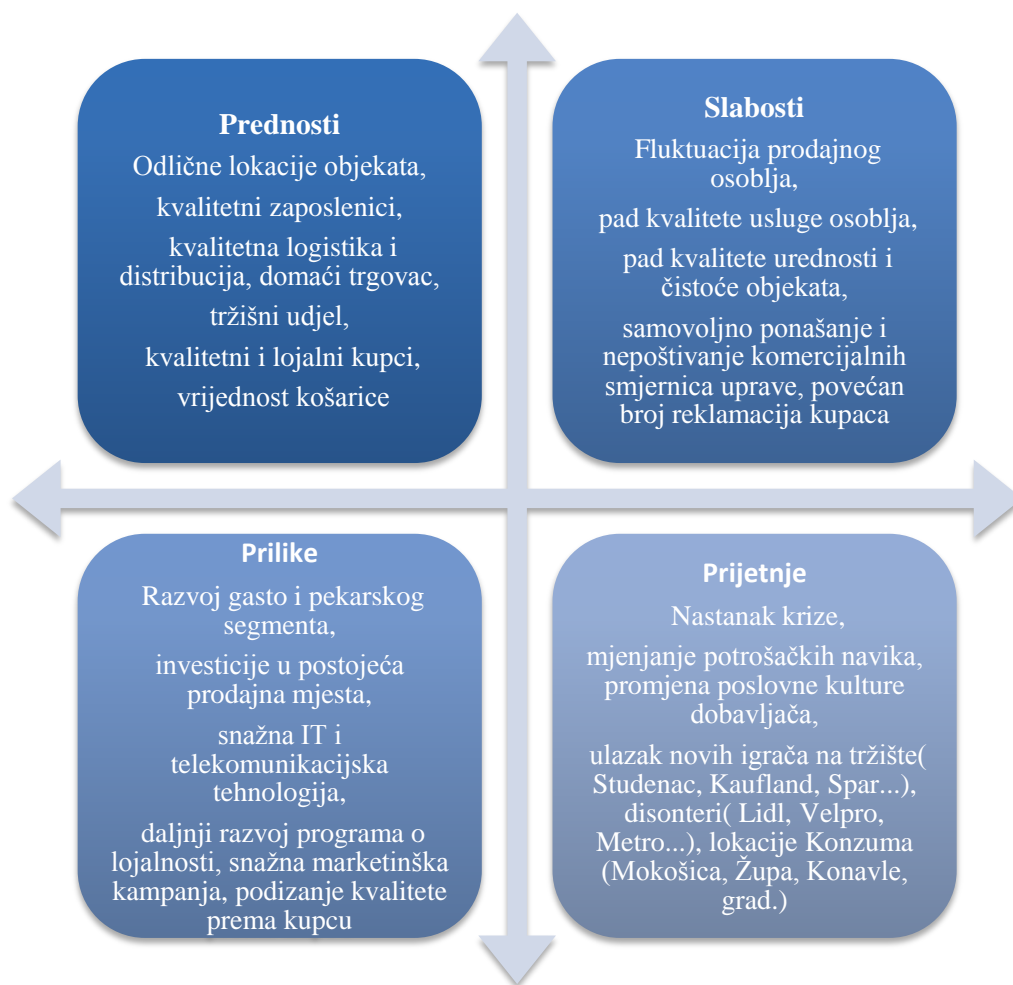 Prednosti
Odlične lokacije objekata,
kvalitetni zaposlenici,
kvalitetna logistika i
distribucija, domaći trgovac,
tržišni udjel,
kvalitetni i lojalni kupci,
vrijednost košarice
Slabosti
Fluktuacija prodajnog
osoblja,
pad kvalitete usluge osoblja,
pad kvalitete urednosti i
čistoće objekata,
samovoljno ponašanje i
nepoštivanje komercijalnih
smjernica uprave, povećan
broj reklamacija kupaca
Prilike
Razvoj gasto i pekarskog
segmenta,
investicije u postojeća
prodajna mjesta,
snažna IT i
telekomunikacijska
tehnologija,
daljnji razvoj programa o
lojalnosti, snažna marketinška
kampanja, podizanje kvalitete
prema kupcu
Prijetnje
Nastanak krize,
mjenjanje potrošačkih navika,
promjena poslovne kulture
dobavljača,
ulazak novih igrača na tržište(
Studenac, Kaufland, Spar...),
disonteri( Lidl, Velpro,
Metro...), lokacije Konzuma
(Mokošica, Župa, Konavle,
grad.)